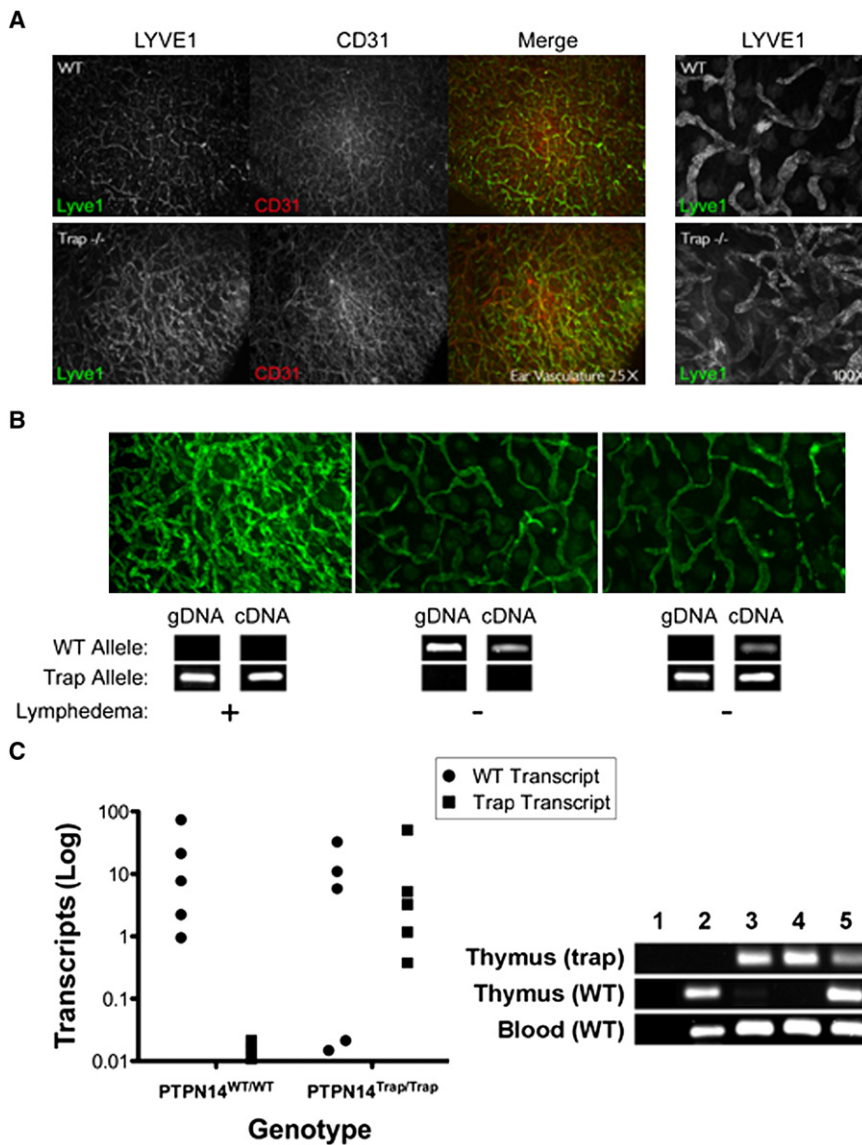 A
LYVE1 CD31 Merge LYVE1
WT WT
Lyve1 CD31 Lyve1
Trap -/- Trap -/-
Lyve1 CD31 Ear Vasculature 25X Lyve1 100X
B
gDNA cDNA gDNA cDNA gDNA cDNA
WT Allele:
Trap Allele:
Lymphedema: + - -
C
WT Transcript
Trap Transcript
Transcripts (Log)
100
10
1
0.1
0.01
PTPN14WT/WT PTPN14Trap/Trap
Genotype
1 2 3 4 5
Thymus (trap)
Thymus (WT)
Blood (WT)